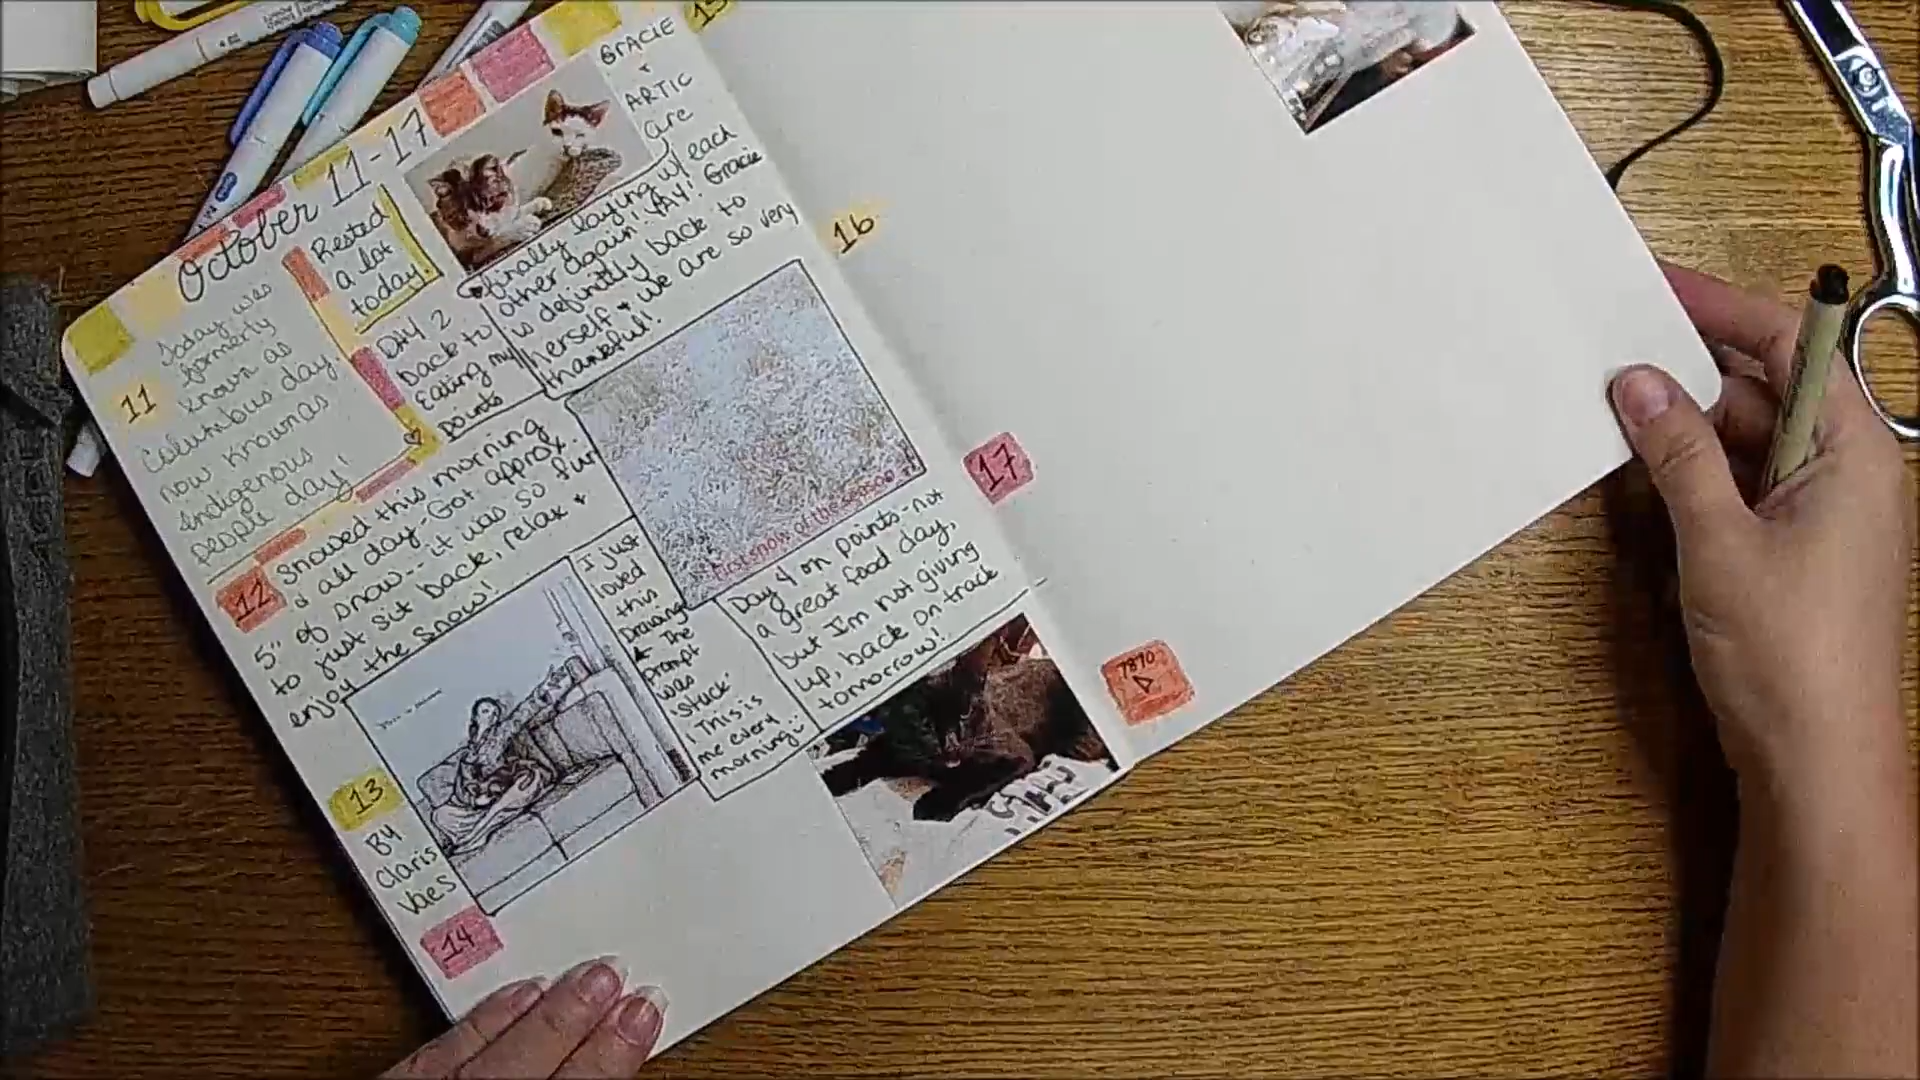 October 11-17
11
Today was
formerly
known as
Columbus day
now known as
Indigenous
people day!
Rested
a lot
today!
DAY 2
back to
Eating my
points
12
Snowed this morning
& all day - Got approx.
5" of snow -- it was so fun
to just sit back, relax &
enjoy the snow!
13
BY
Claris
Vaes
14
I just
loved
this
Drawing
The
prompt
was
'stuck'
This is
me every
morning
15
GRACIE
+
ARTIC
are
finally laying w/ each
other again! YAY! Gracie
is definitely back to
herself & we are so very
thankful!
16
First snow of the season
17
Day 4 on points - not
a great food day,
but I'm not giving
up, back on track
tomorrow!
7870